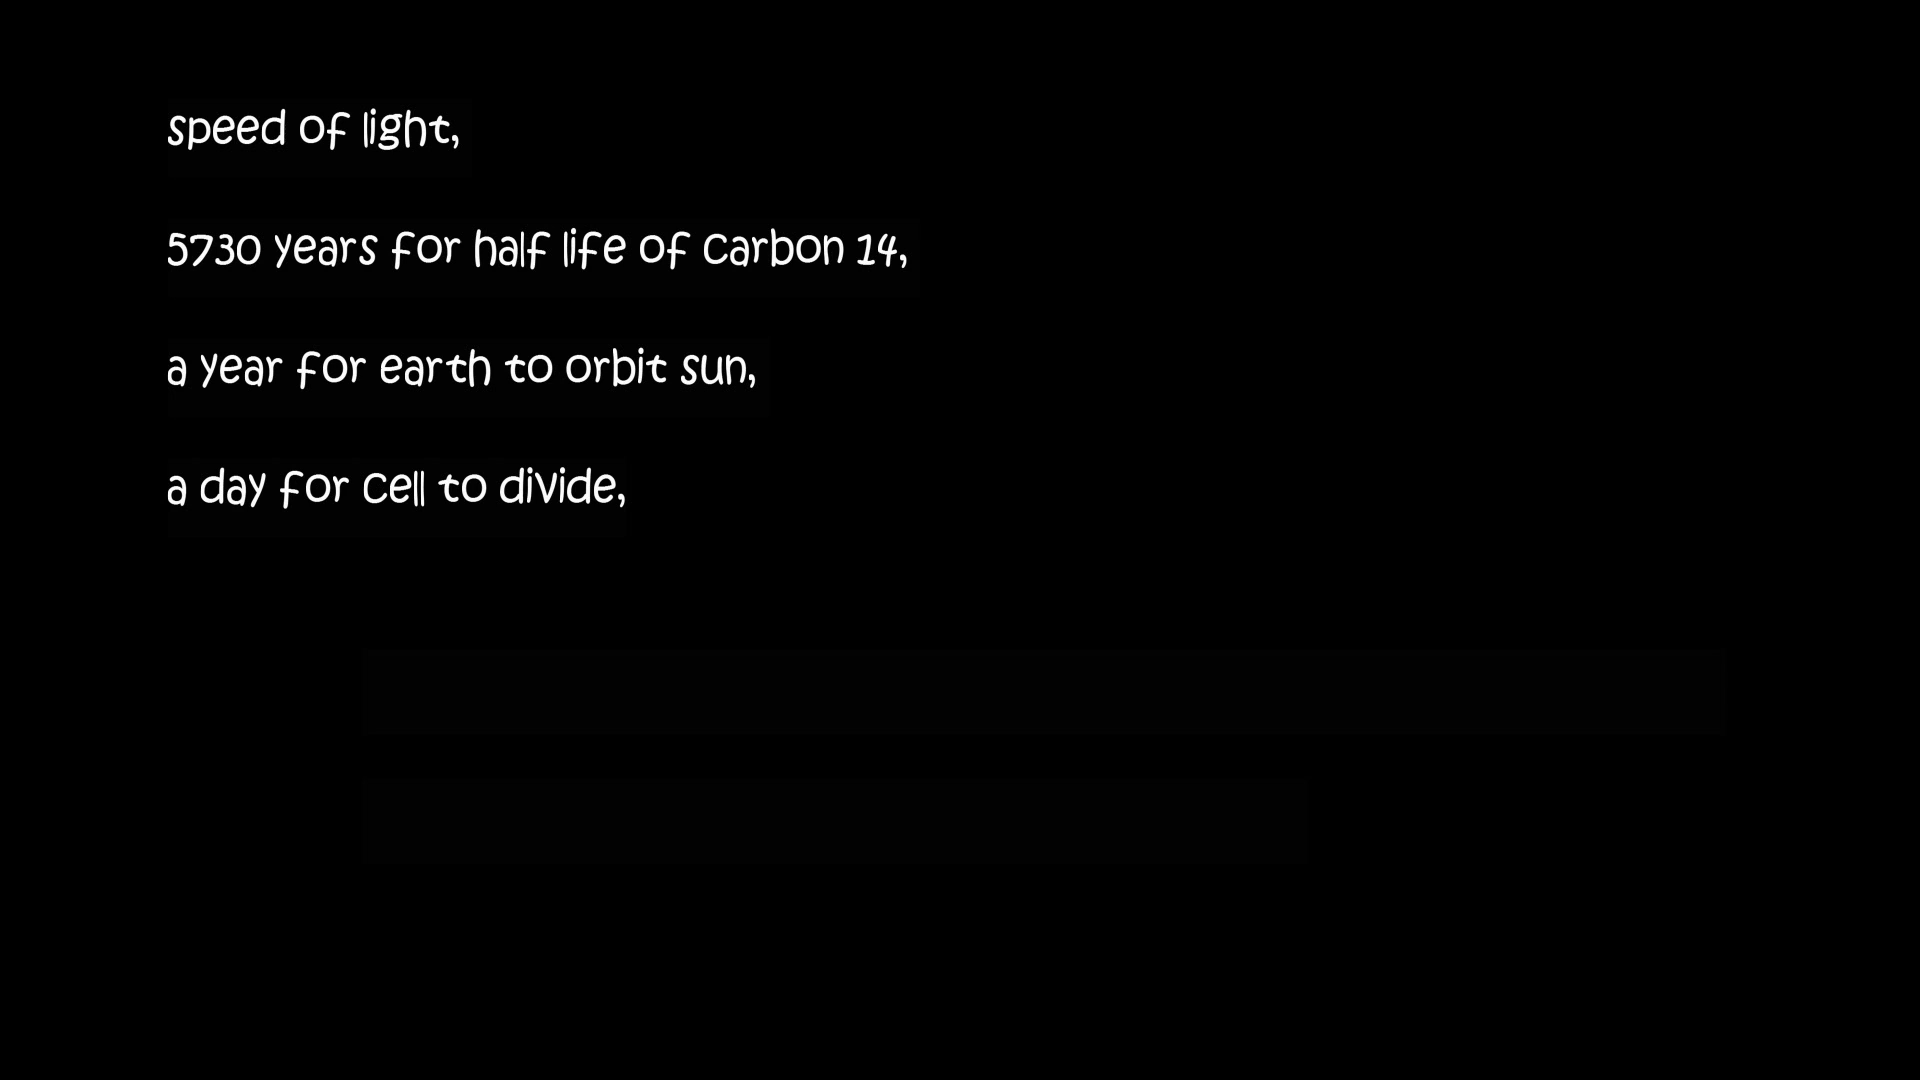 speed of light,
5730 years for half life of carbon 14,
a year for earth to orbit sun,
a day for cell to divide,